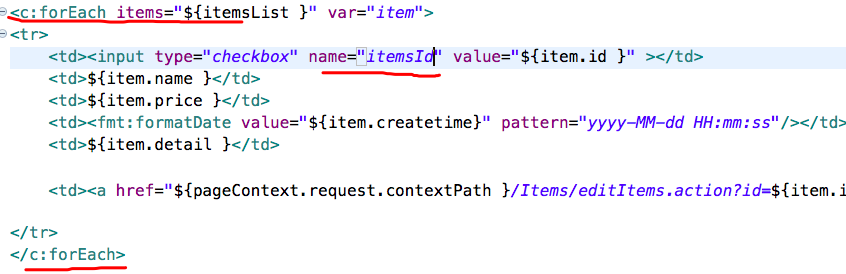 <c:forEach items="${itemsList }" var="item">
<tr>
<td><input type="checkbox" name="itemsId" value="${item.id }" ></td>
<td>${item.name }</td>
<td>${item.price }</td>
<td><fmt:formatDate value="${item.createtime}" pattern="yyyy-MM-dd HH:mm:ss"/></td>
<td>${item.detail }</td>
<td><a href="${pageContext.request.contextPath }/Items/editItems.action?id=${item.i
</tr>
</c:forEach>